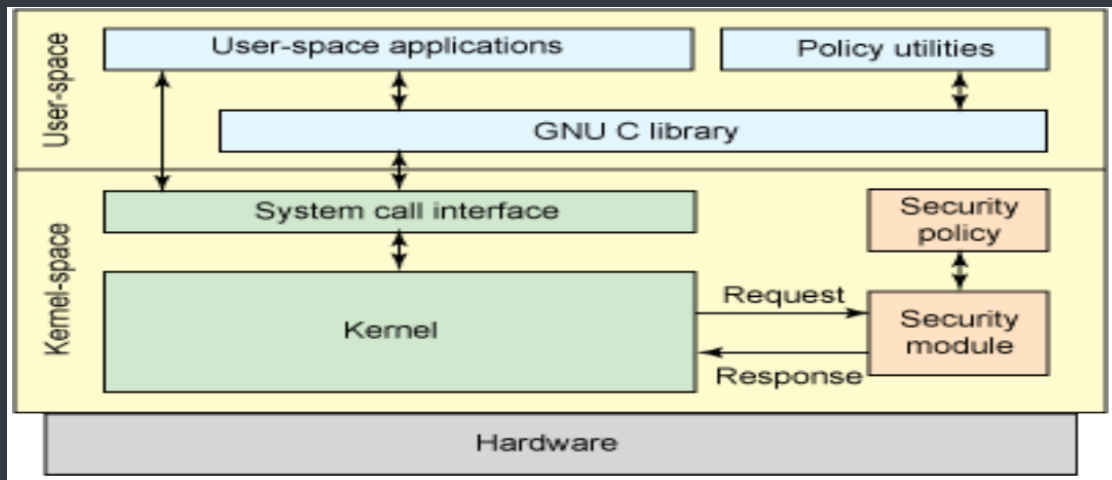 User-space
User-space applications
Policy utilities
GNU C library
Kernel-space
System call interface
Security
policy
Kernel
Request
Response
Security
module
Hardware